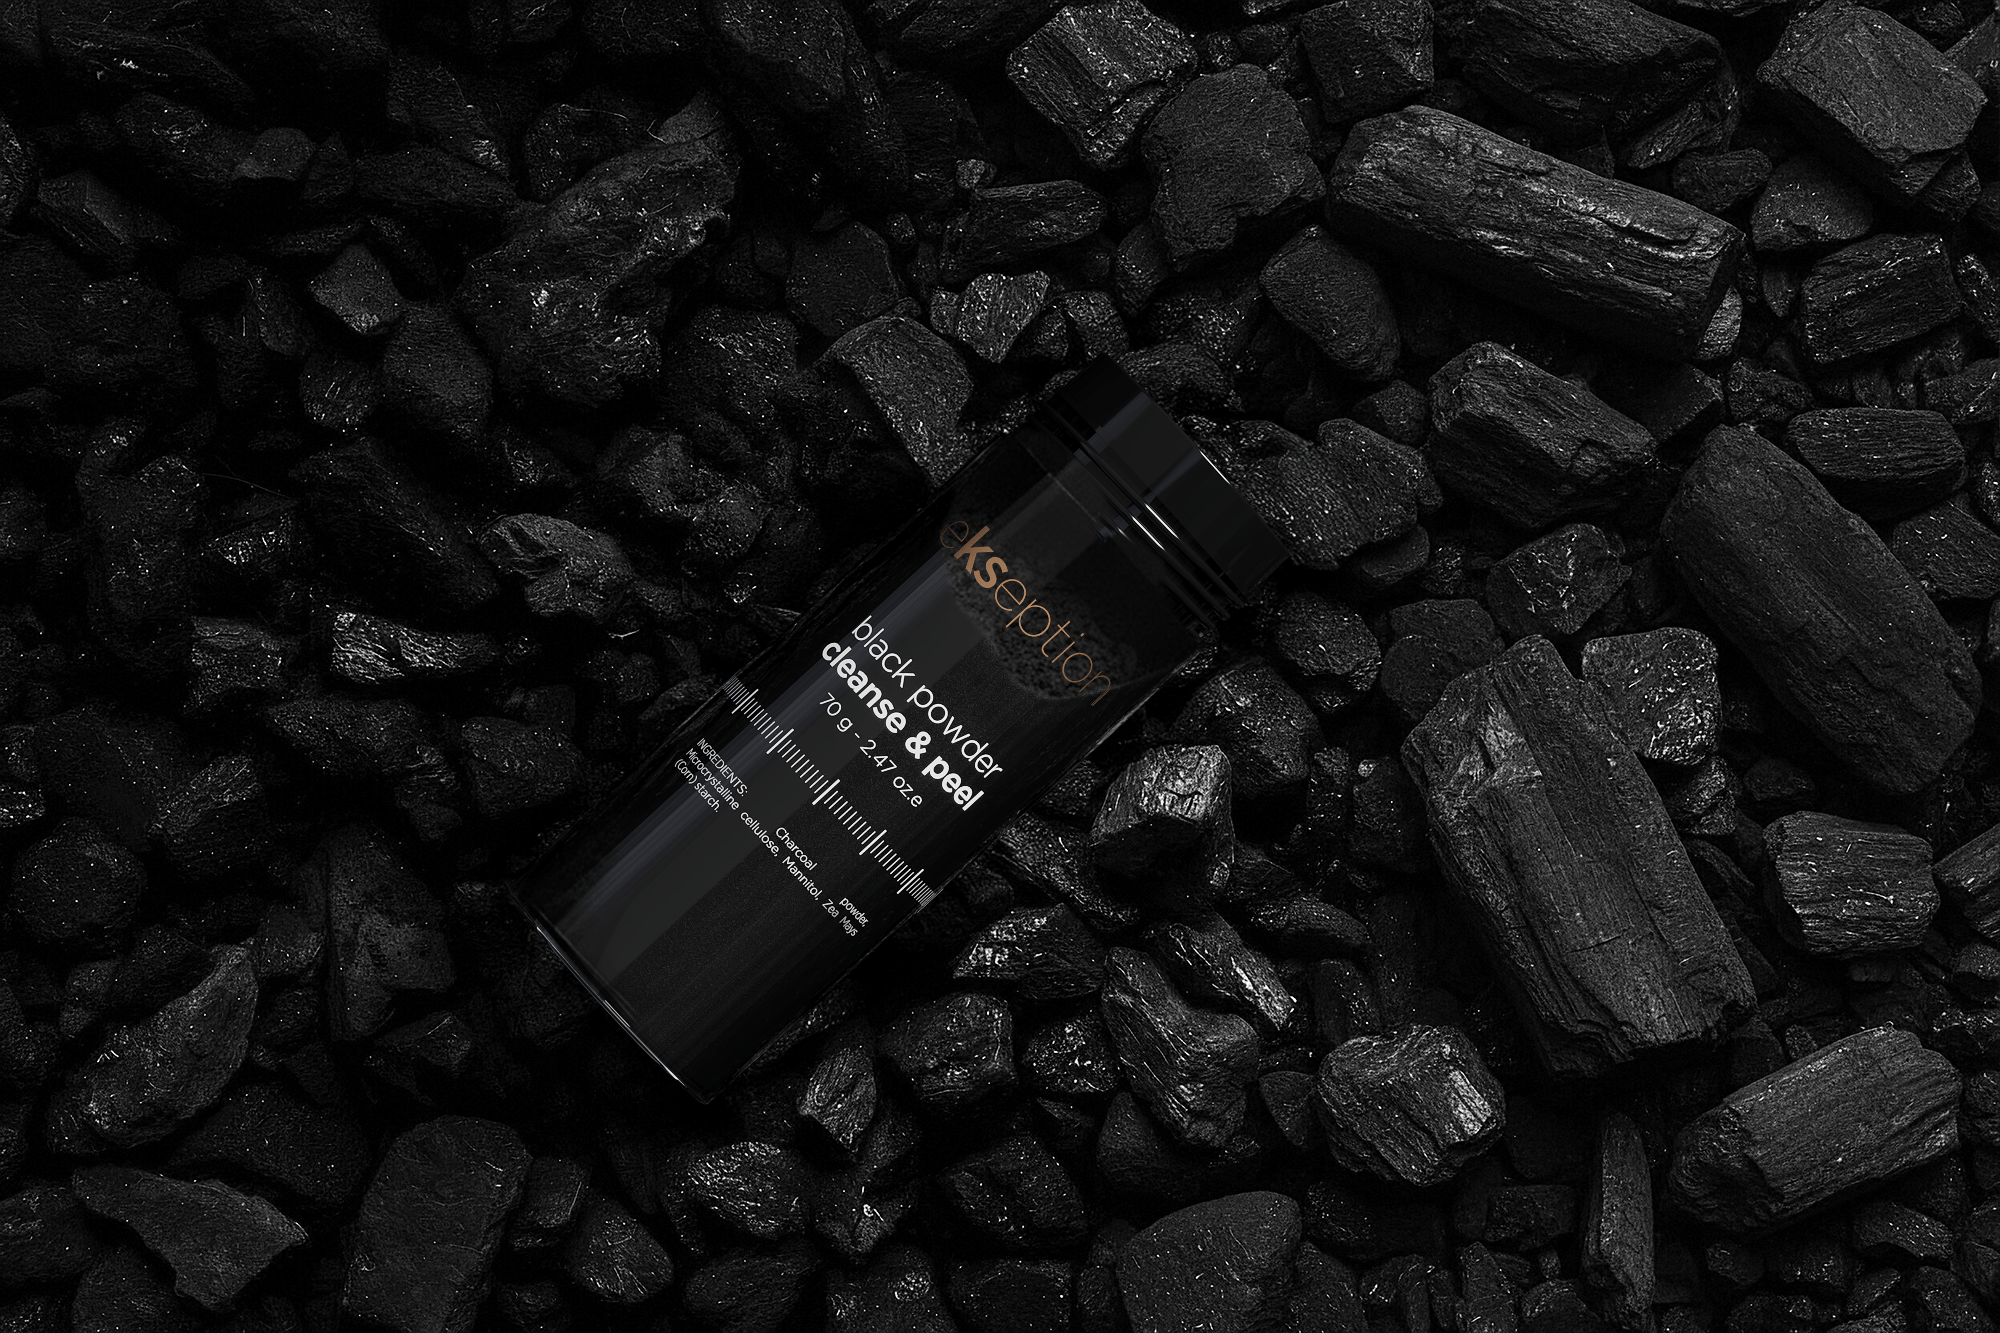 ekseption
black powder
cleanse & peel
70 g - 2.47 oz.e
INGREDIENTS: Charcoal powder,
Microcrystalline cellulose, Mannitol, Zea Mays
(Corn) starch.